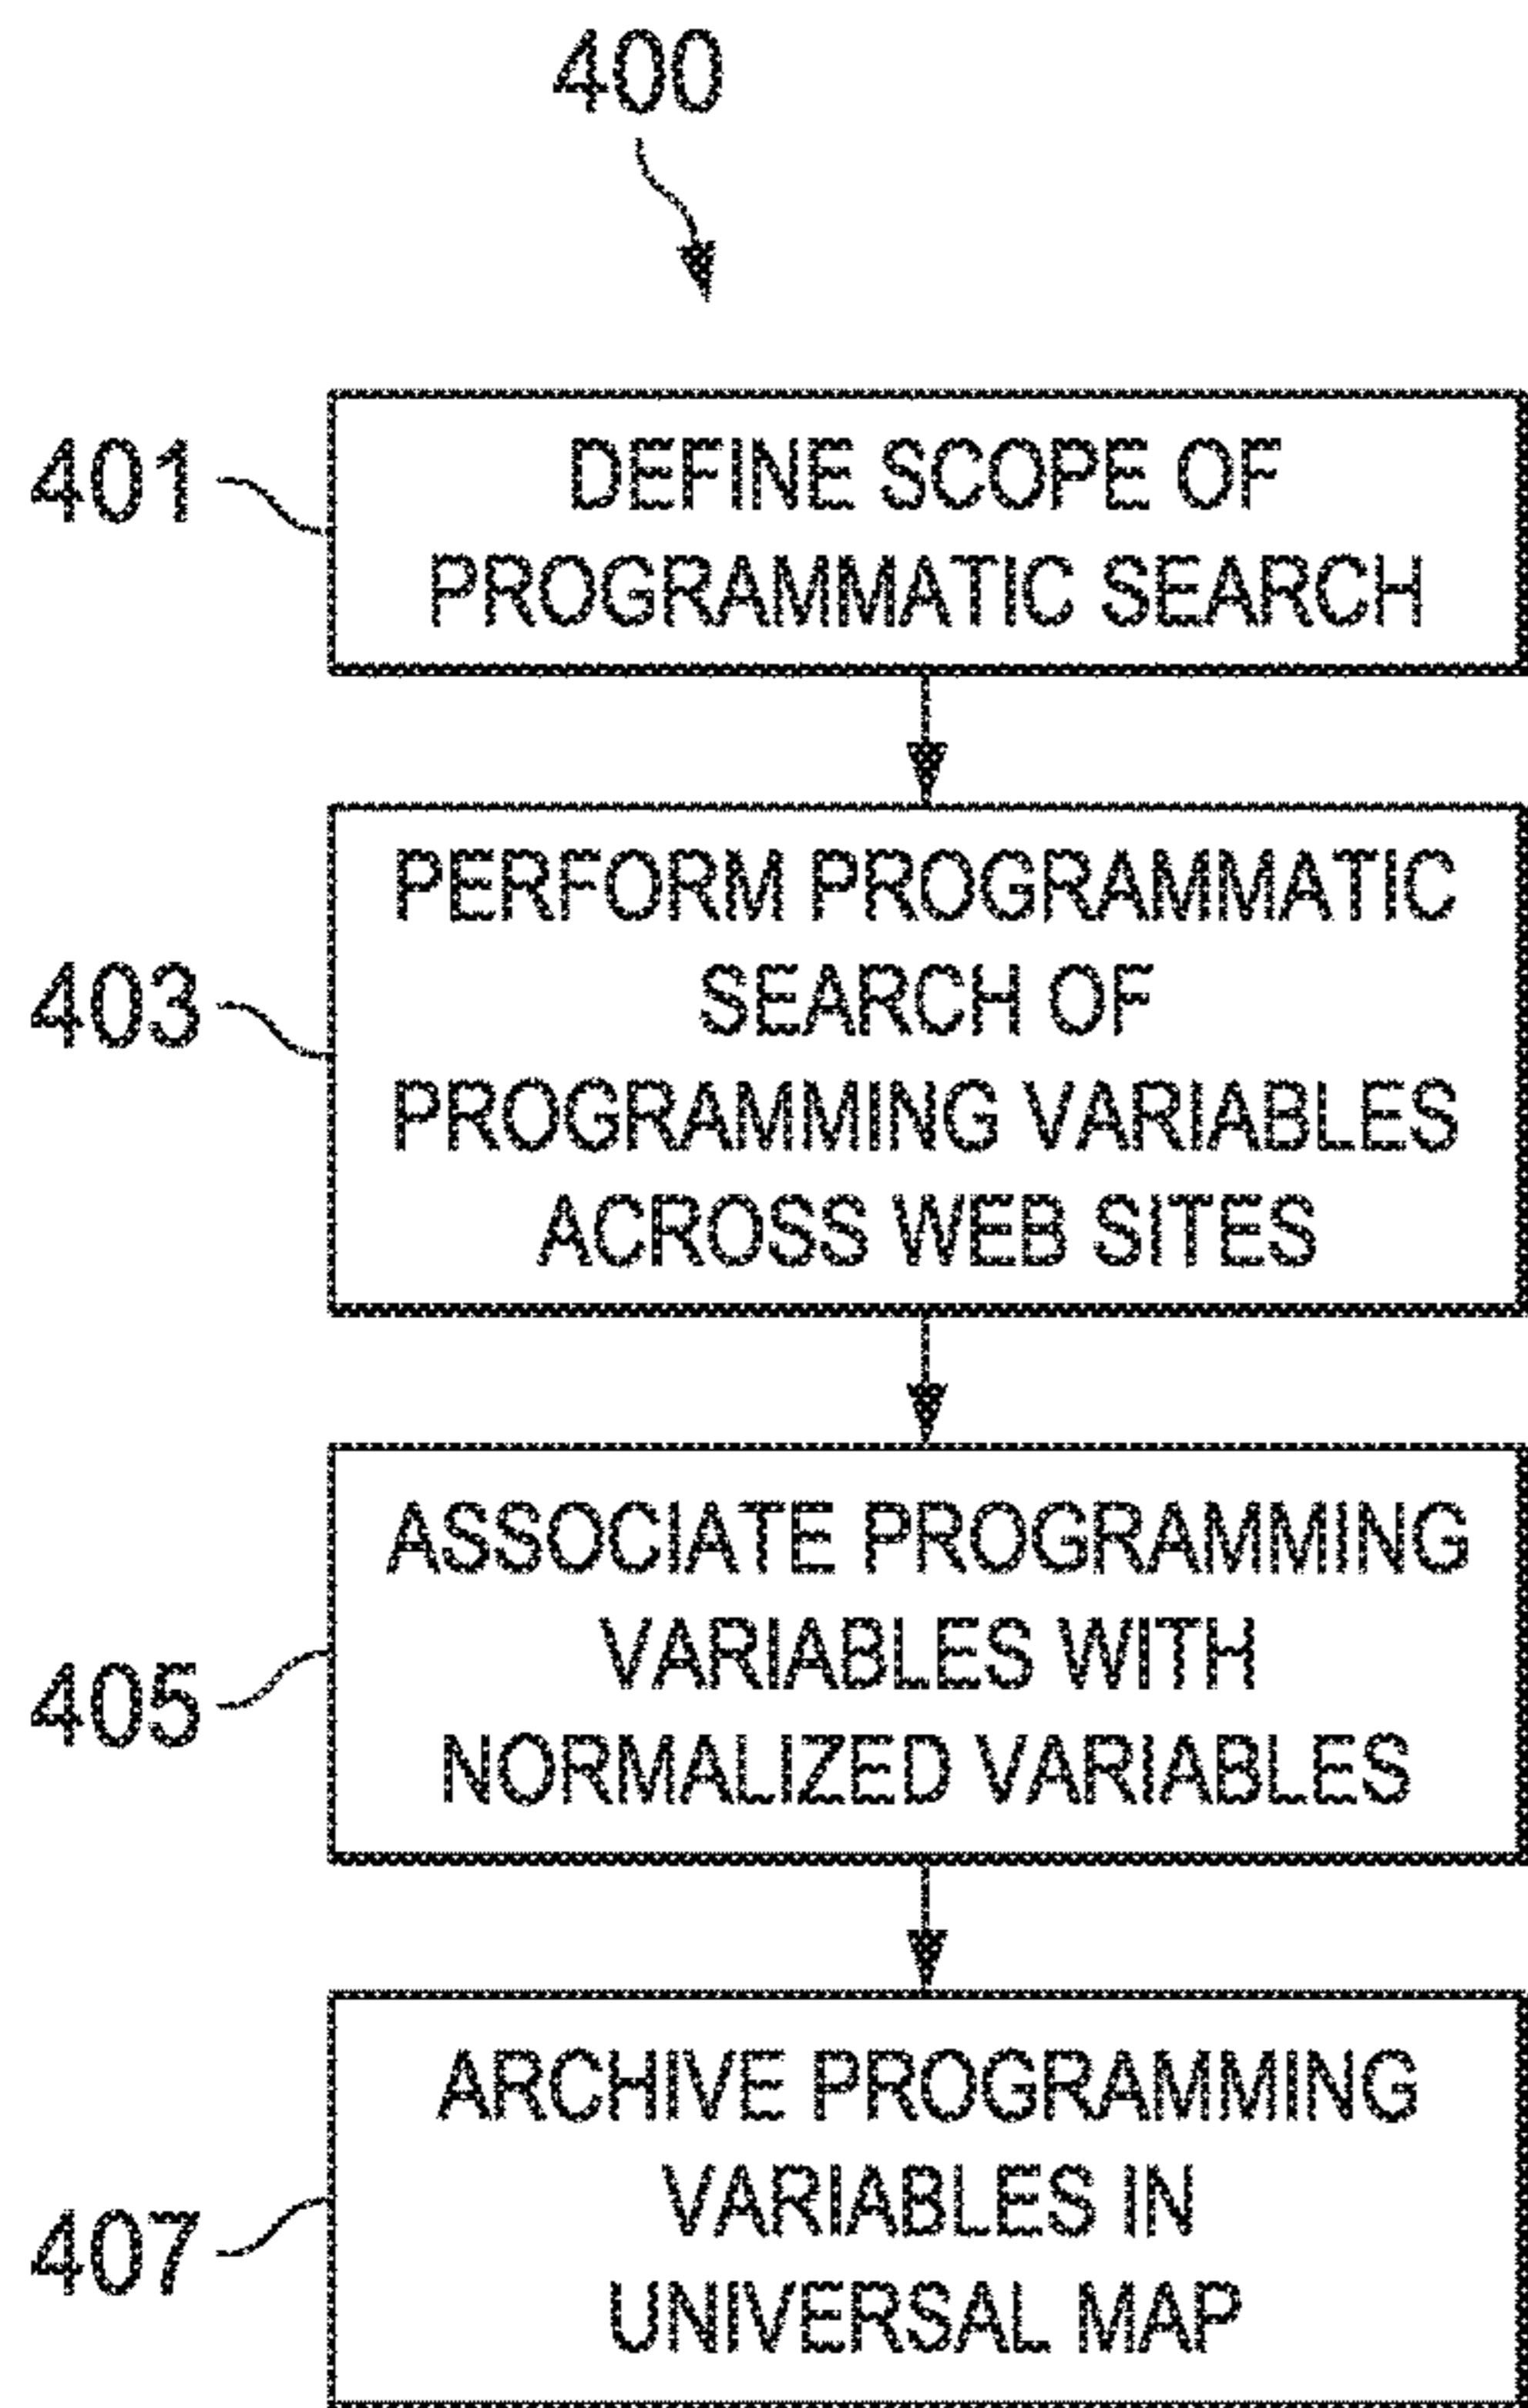 400
401
DEFINE SCOPE OF
PROGRAMMATIC SEARCH
403
PERFORM PROGRAMMATIC
SEARCH OF
PROGRAMMING VARIABLES
ACROSS WEB SITES
405
ASSOCIATE PROGRAMMING
VARIABLES WITH
NORMALIZED VARIABLES
407
ARCHIVE PROGRAMMING
VARIABLES IN
UNIVERSAL MAP